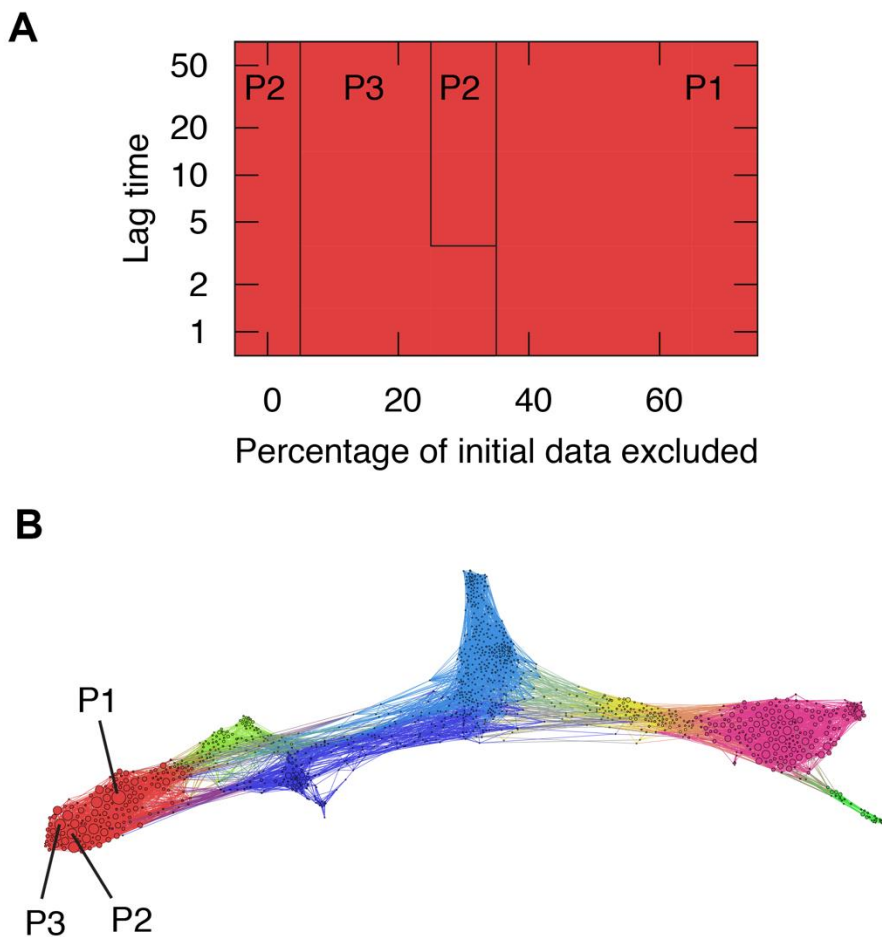 A
50
20
10
5
2
1
Lag time
P2 P3 P2 P1
0 20 40 60
Percentage of initial data excluded
B
P1
P3 P2